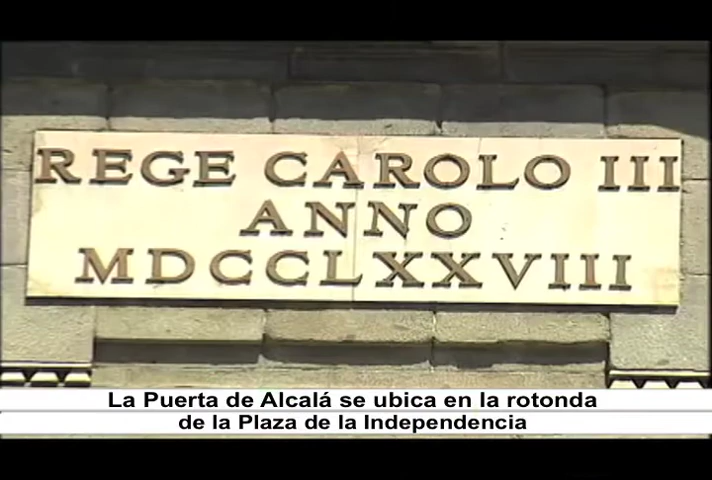 REGE CAROLO III
ANNO
MDCCLXXVIII
La Puerta de Alcalá se ubica en la rotonda
de la Plaza de la Independencia